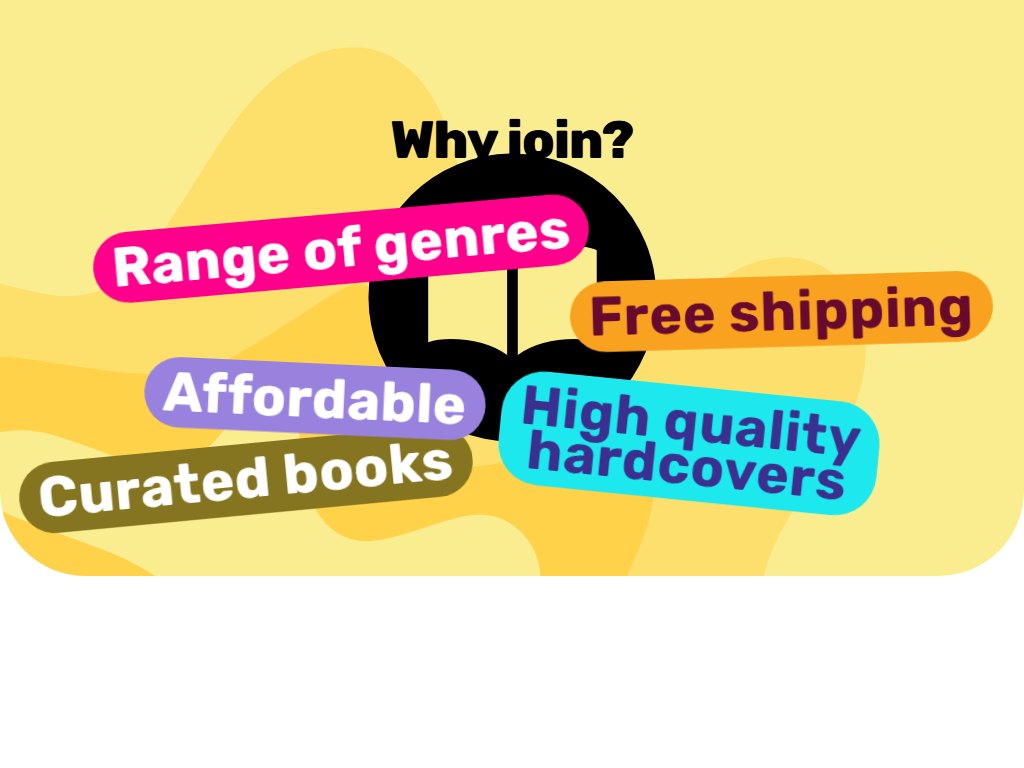 Why join?
Range of genres
Free shipping
Affordable
High quality
hardcovers
Curated books